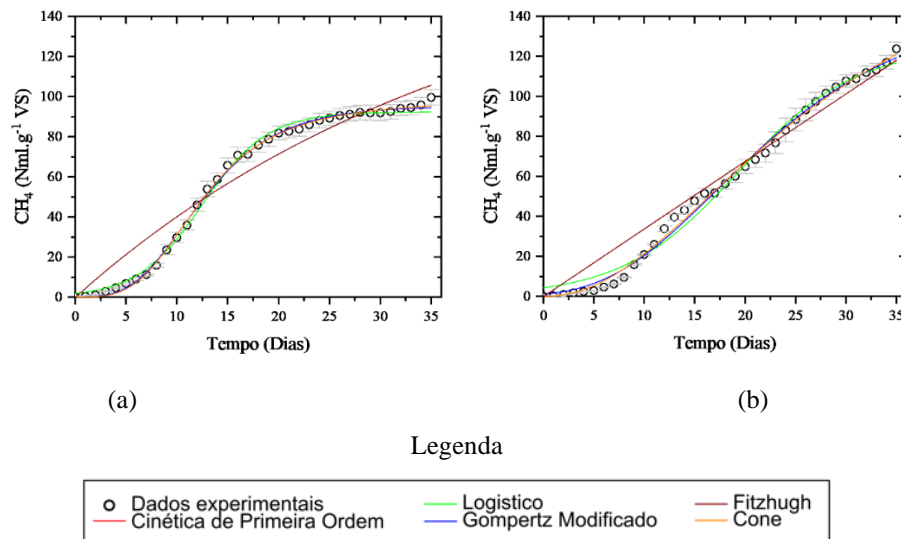 140
120
100
80
60
40
20
0
CH₄ (Nml.g⁻¹ VS)
0 5 10 15 20 25 30 35
Tempo (Dias)
(a)
140
120
100
80
60
40
20
0
CH₄ (Nml.g⁻¹ VS)
0 5 10 15 20 25 30 35
Tempo (Dias)
(b)
Legenda
Dados experimentais Logistico Fitzhugh
Cinética de Primeira Ordem Gompertz Modificado Cone